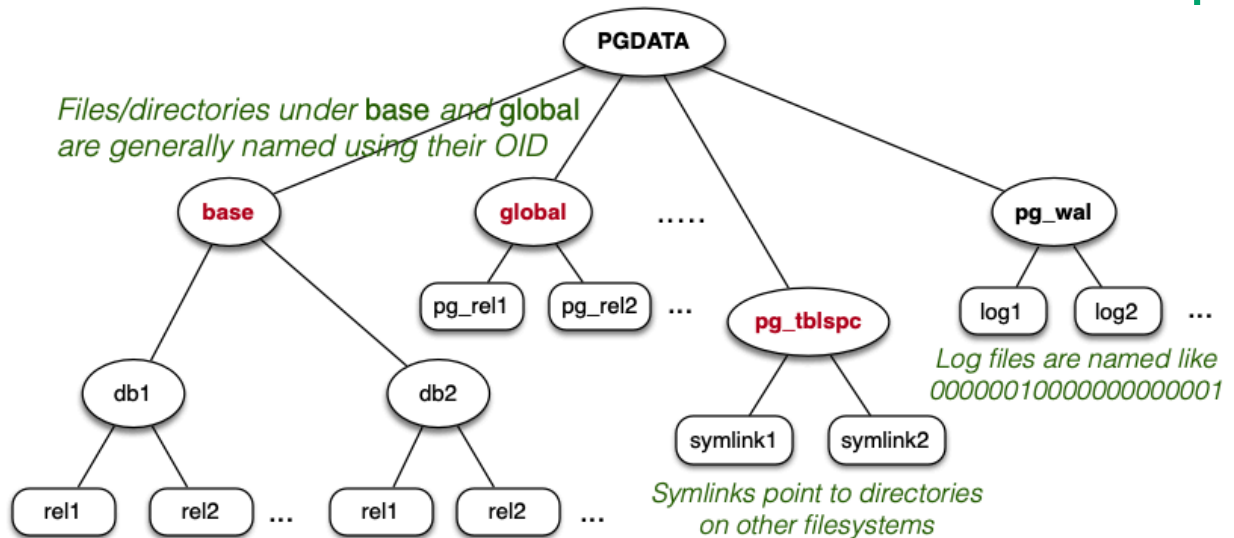 PGDATA
Files/directories under base and global
are generally named using their OID
base
global
.....
pg_wal
pg_rel1
pg_rel2
...
log1
log2
...
pg_tblspc
Log files are named like
00000010000000000001
db1
db2
symlink1
symlink2
rel1
rel2
...
rel1
rel2
...
Symlinks point to directories
on other filesystems